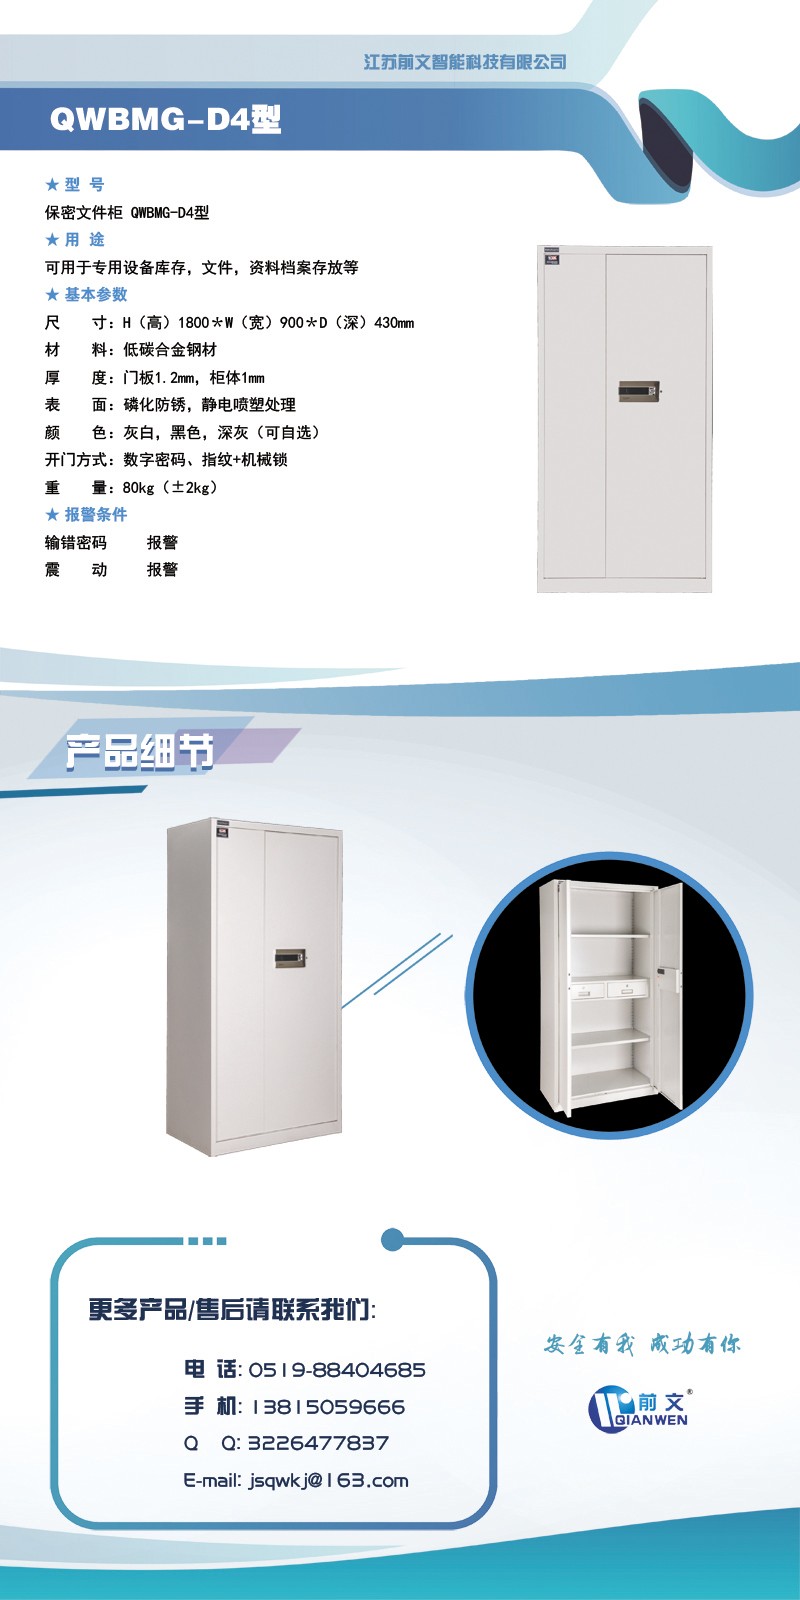 江苏前文智能科技有限公司
QWBMG-D4型
★ 型 号
保密文件柜 QWBMG-D4型
★ 用 途
可用于专用设备库存，文件，资料档案存放等
★ 基本参数
尺 寸：H（高）1800*W（宽）900*D（深）430mm
材 料：低碳合金钢材
厚 度：门板1.2mm，柜体1mm
表 面：磷化防锈，静电喷塑处理
颜 色：灰白，黑色，深灰（可自选）
开门方式：数字密码、指纹+机械锁
重 量：80kg（±2kg）
★ 报警条件
输错密码 报警
震 动 报警
产品细节
更多产品/售后请联系我们:
电 话: 0519-88404685
手 机: 13815059666
Q Q: 3226477837
E-mail: jsqwkj@163.com
安全有我 成功有你
前文®
QIANWEN